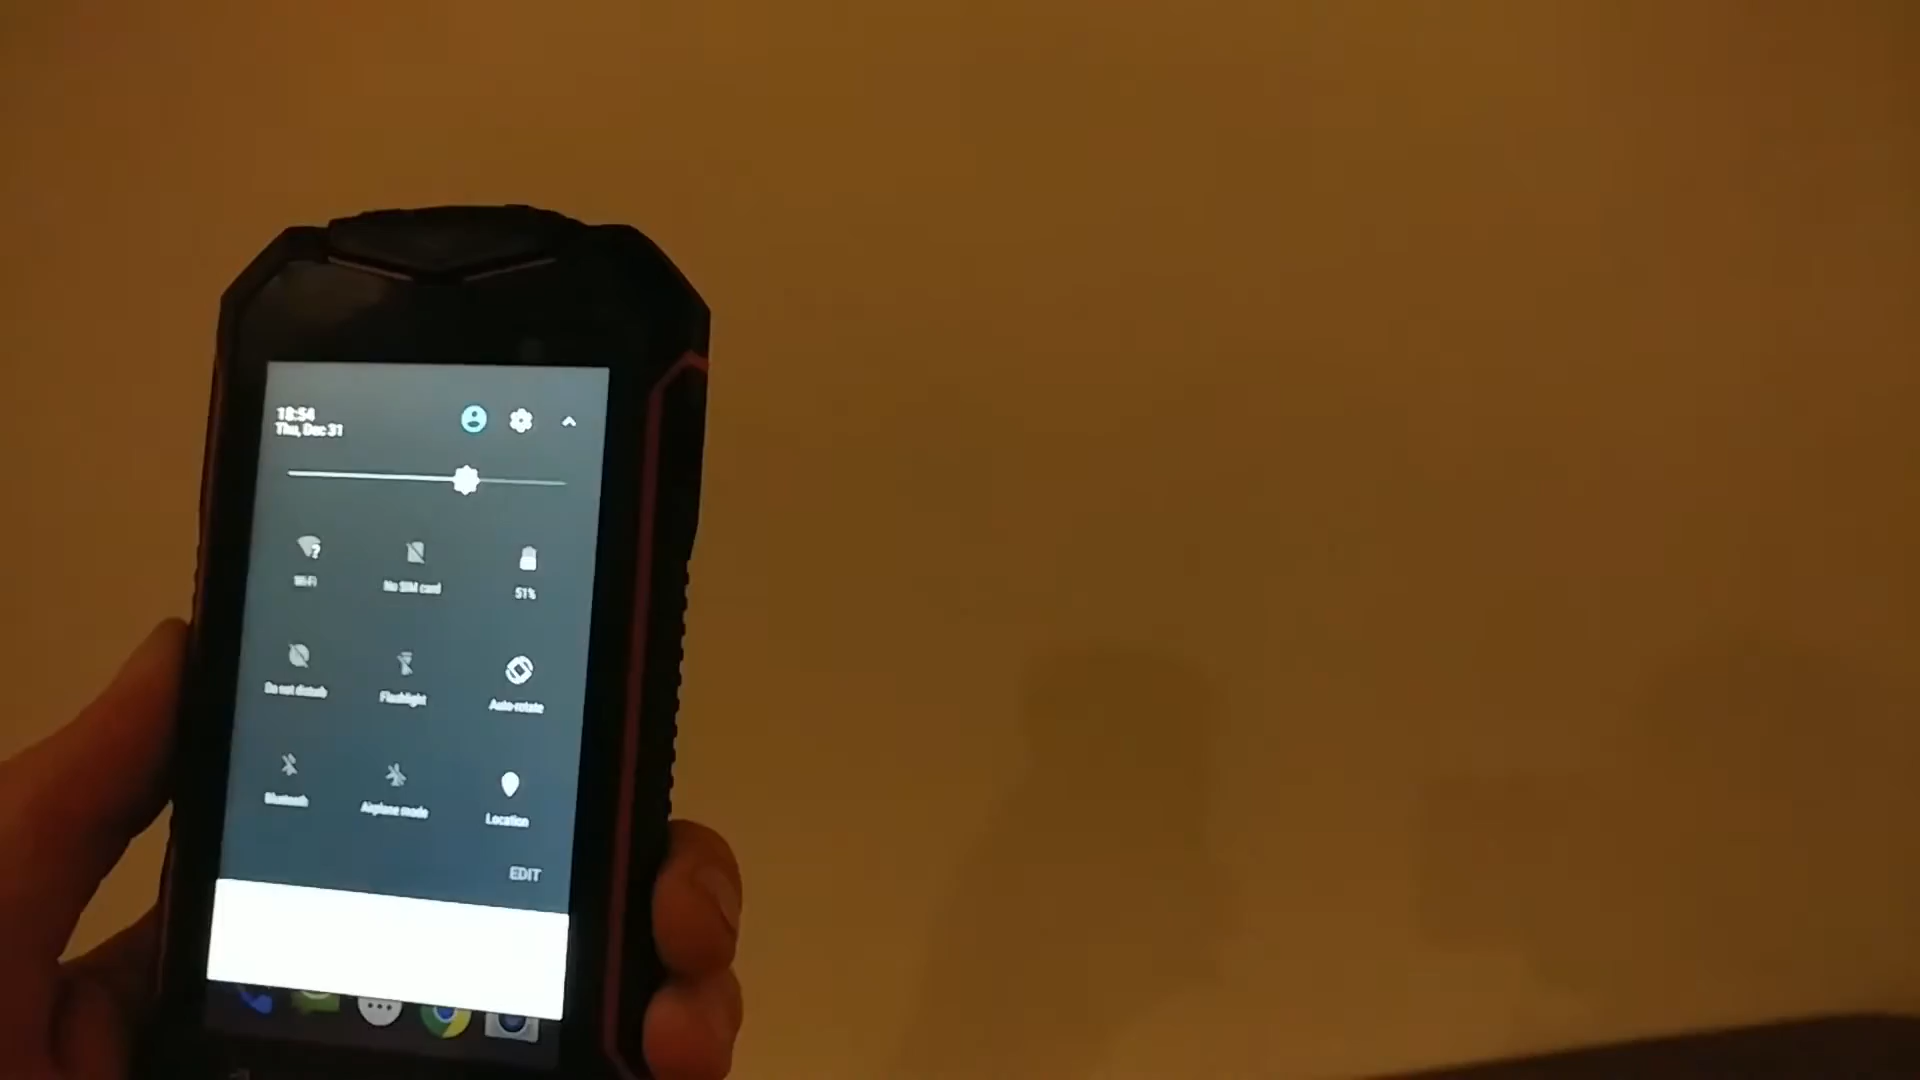 18:54
Thu, Dec 31
Wi-Fi
No SIM card
51%
Do not disturb
Flashlight
Auto-rotate
Bluetooth
Airplane mode
Location
EDIT